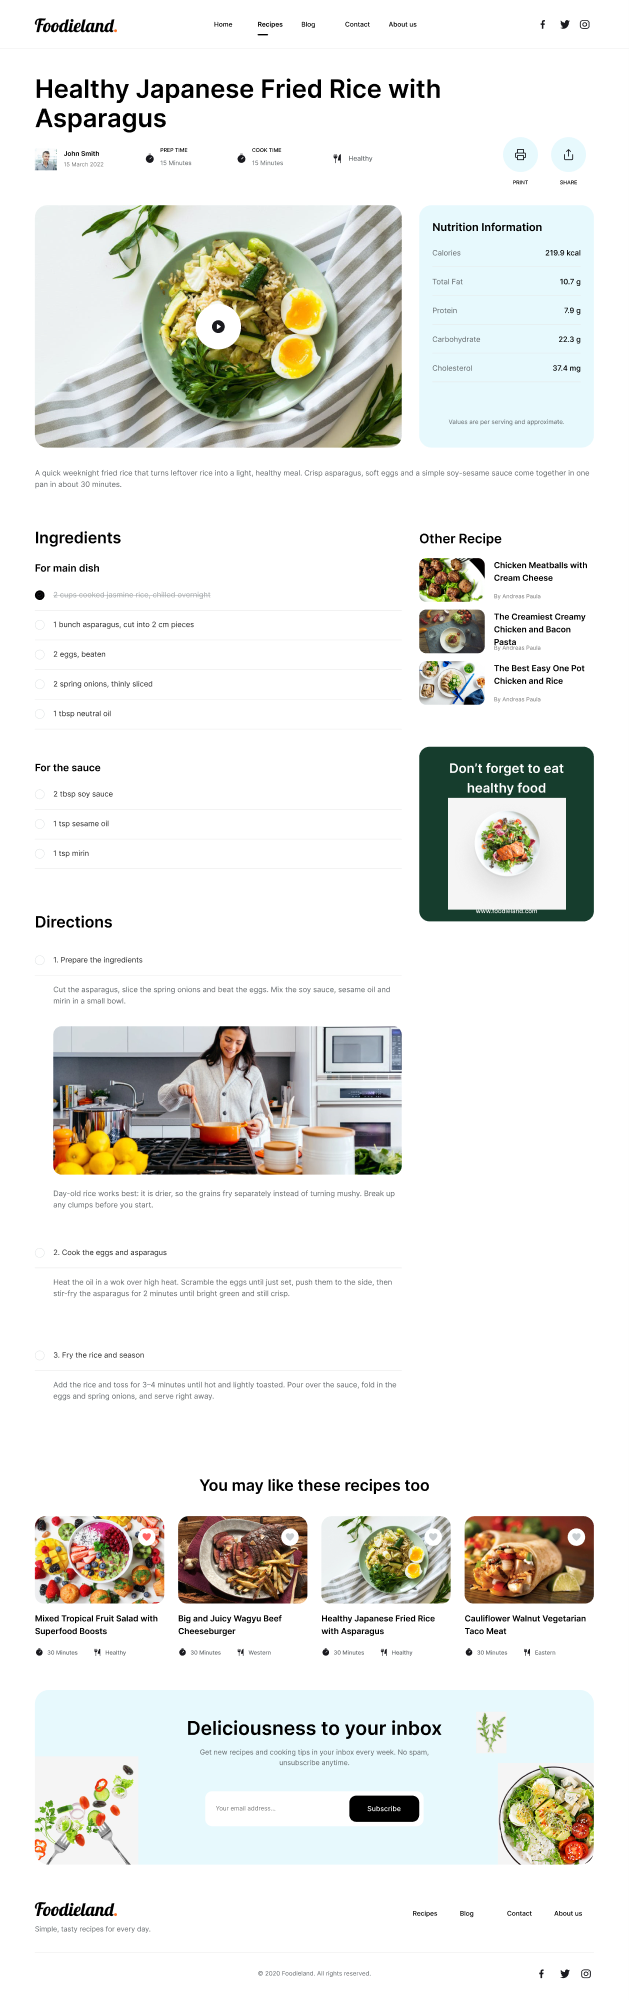 Foodieland.
Home Recipes Blog Contact About us
Healthy Japanese Fried Rice with
Asparagus
John Smith
15 March 2022
PREP TIME
15 Minutes
COOK TIME
15 Minutes
Healthy
PRINT
SHARE
Nutrition Information
Calories 219.9 kcal
Total Fat 10.7 g
Protein 7.9 g
Carbohydrate 22.3 g
Cholesterol 37.4 mg
Values are per serving and approximate.
A quick weeknight fried rice that turns leftover rice into a light, healthy meal. Crisp asparagus, soft eggs and a simple soy-sesame sauce come together in one
pan in about 30 minutes.
Ingredients
For main dish
2 cups cooked jasmine rice, chilled overnight
1 bunch asparagus, cut into 2 cm pieces
2 eggs, beaten
2 spring onions, thinly sliced
1 tbsp neutral oil
For the sauce
2 tbsp soy sauce
1 tsp sesame oil
1 tsp mirin
Other Recipe
Chicken Meatballs with
Cream Cheese
By Andreas Paula
The Creamiest Creamy
Chicken and Bacon
Pasta
By Andreas Paula
The Best Easy One Pot
Chicken and Rice
By Andreas Paula
Don't forget to eat
healthy food
www.foodieland.com
Directions
1. Prepare the ingredients
Cut the asparagus, slice the spring onions and beat the eggs. Mix the soy sauce, sesame oil and
mirin in a small bowl.
Day-old rice works best: it is drier, so the grains fry separately instead of turning mushy. Break up
any clumps before you start.
2. Cook the eggs and asparagus
Heat the oil in a wok over high heat. Scramble the eggs until just set, push them to the side, then
stir-fry the asparagus for 2 minutes until bright green and still crisp.
3. Fry the rice and season
Add the rice and toss for 3–4 minutes until hot and lightly toasted. Pour over the sauce, fold in the
eggs and spring onions, and serve right away.
You may like these recipes too
Mixed Tropical Fruit Salad with
Superfood Boosts
30 Minutes Healthy
Big and Juicy Wagyu Beef
Cheeseburger
30 Minutes Western
Healthy Japanese Fried Rice
with Asparagus
30 Minutes Healthy
Cauliflower Walnut Vegetarian
Taco Meat
30 Minutes Eastern
Deliciousness to your inbox
Get new recipes and cooking tips in your inbox every week. No spam,
unsubscribe anytime.
Your email address...
Subscribe
Foodieland.
Simple, tasty recipes for every day.
Recipes Blog Contact About us
© 2020 Foodieland. All rights reserved.